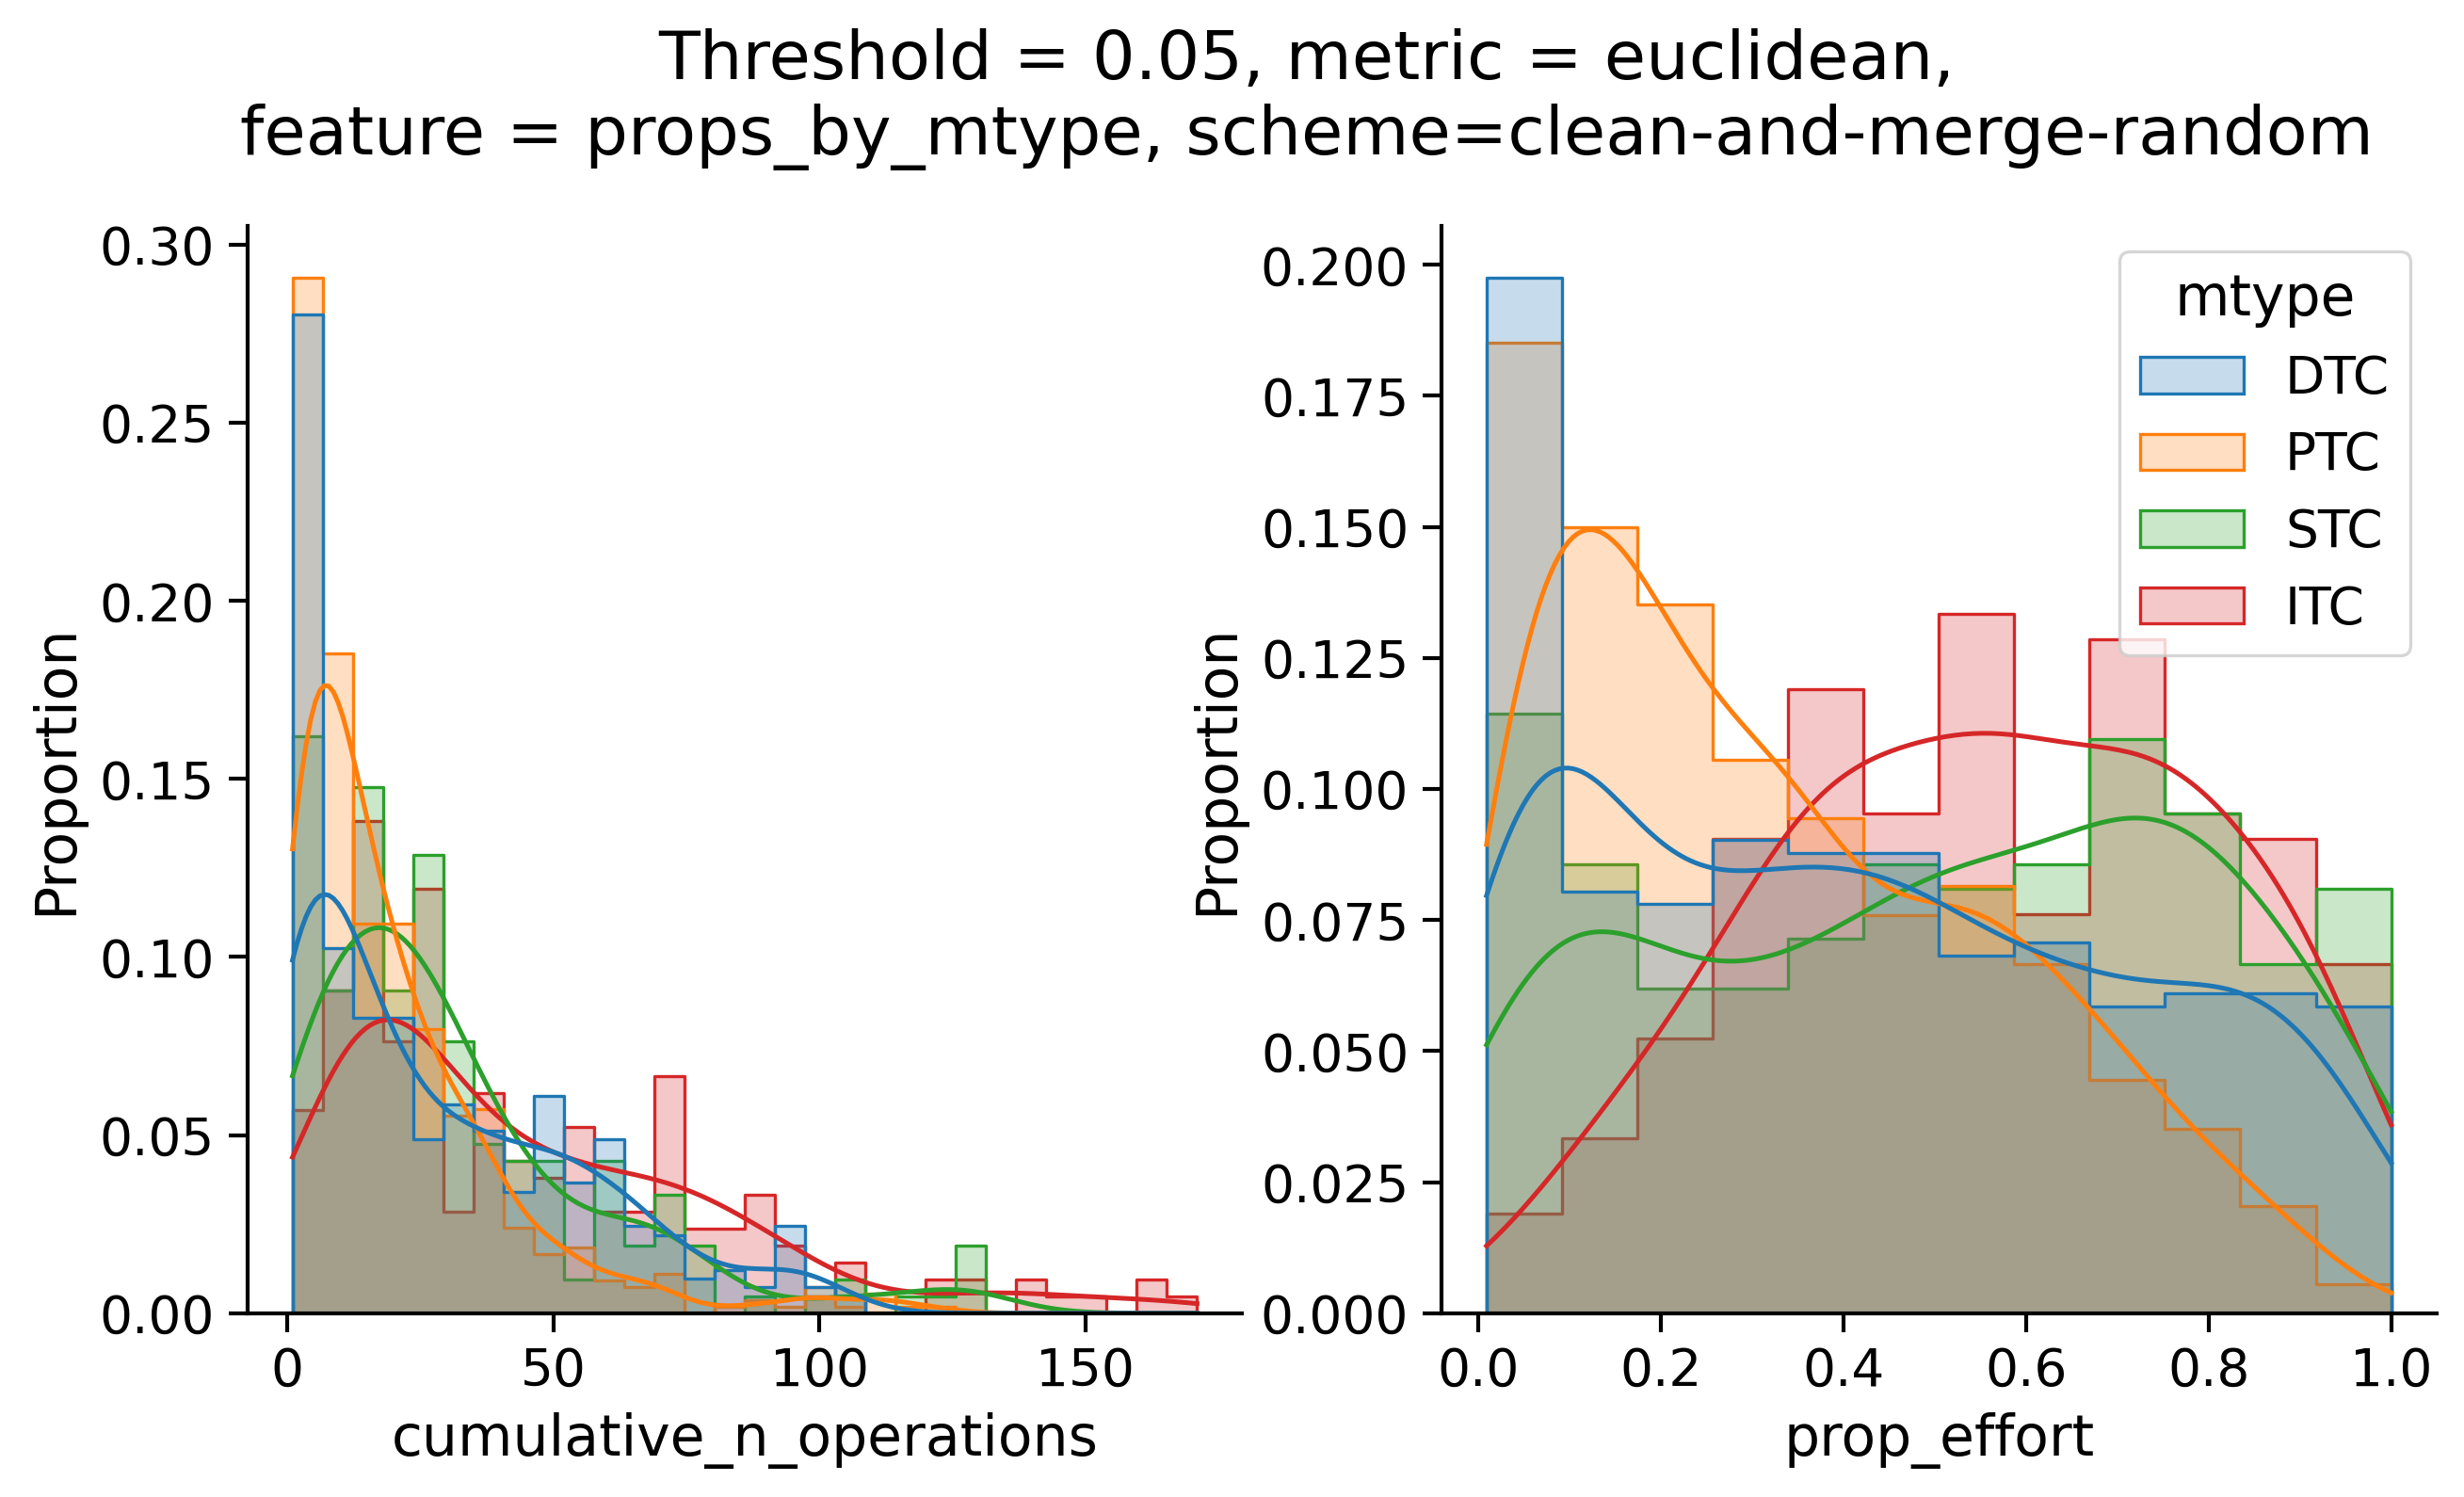 Threshold = 0.05, metric = euclidean,
feature = props_by_mtype, scheme=clean-and-merge-random
0.30
0.25
0.20
0.15
0.10
0.05
0.00
Proportion
0
50
100
150
cumulative_n_operations
0.200
0.175
0.150
0.125
0.100
0.075
0.050
0.025
0.000
Proportion
0.0
0.2
0.4
0.6
0.8
1.0
prop_effort
mtype
DTC
PTC
STC
ITC